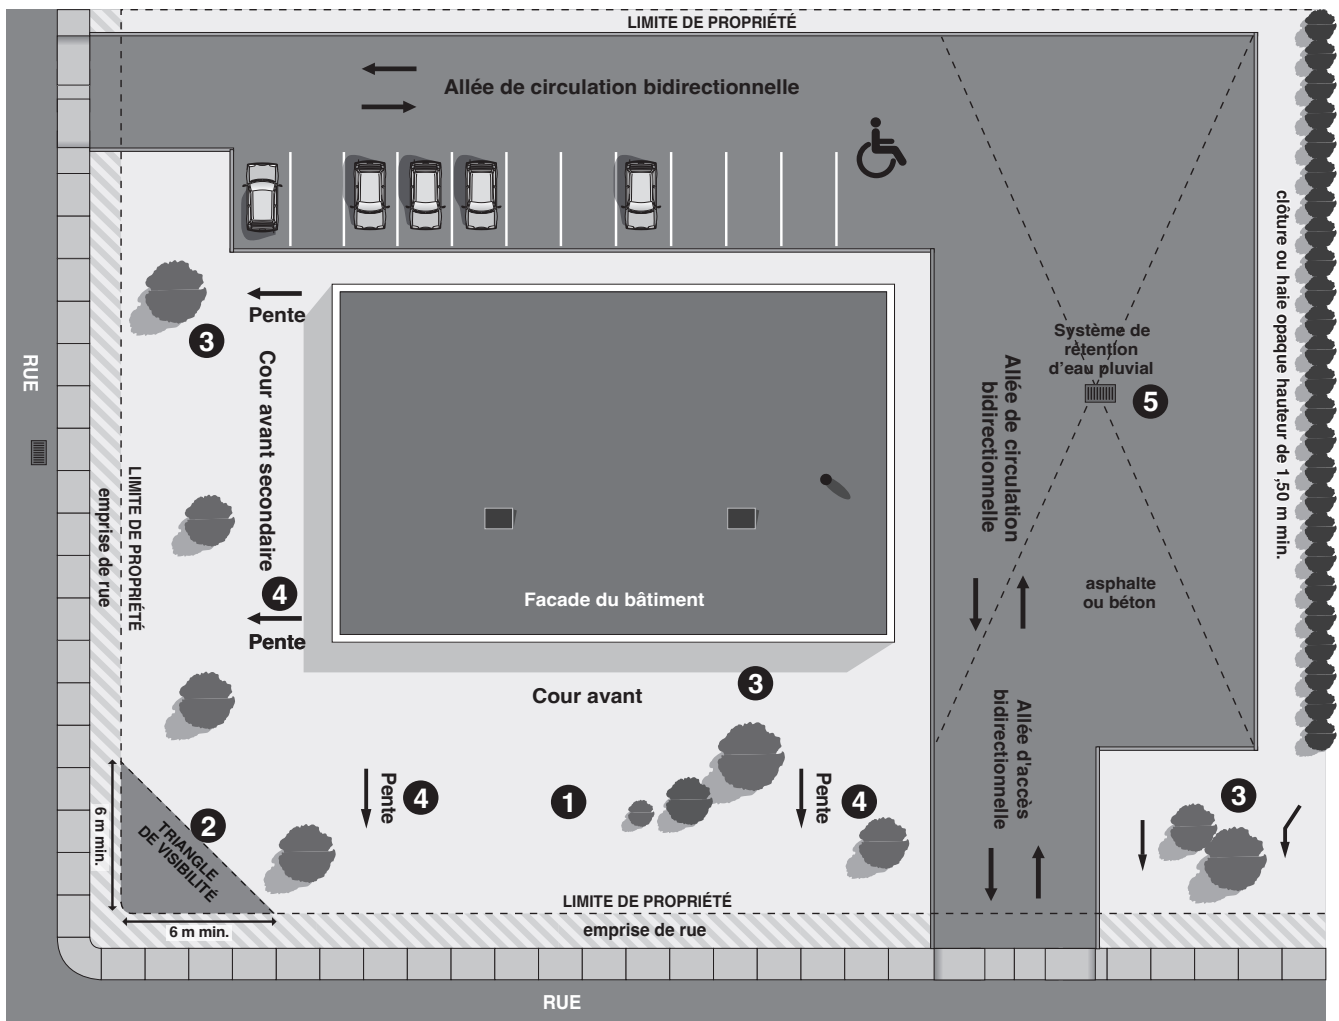 LIMITE DE PROPRIÉTÉ
Allée de circulation bidirectionnelle
RUE
Pente
3
Cour avant secondaire
LIMITE DE PROPRIÉTÉ
emprise de rue
4
Pente
Facade du bâtiment
Système de
rétention
d'eau pluvial
5
Allée de circulation
bidirectionnelle
clôture ou haie opaque hauteur de 1,50 m min.
asphalte
ou béton
Cour avant
3
Allée d'accès
bidirectionnelle
Pente
4
1
Pente
4
3
2
TRIANGLE
DE VISIBILITÉ
6 m min.
6 m min.
LIMITE DE PROPRIÉTÉ
emprise de rue
RUE